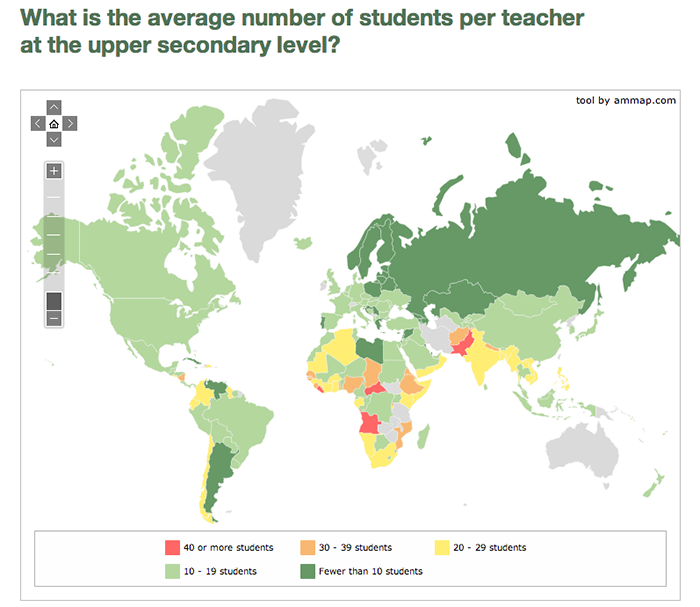 What is the average number of students per teacher
at the upper secondary level?
tool by ammap.com
40 or more students
30 - 39 students
20 - 29 students
10 - 19 students
Fewer than 10 students